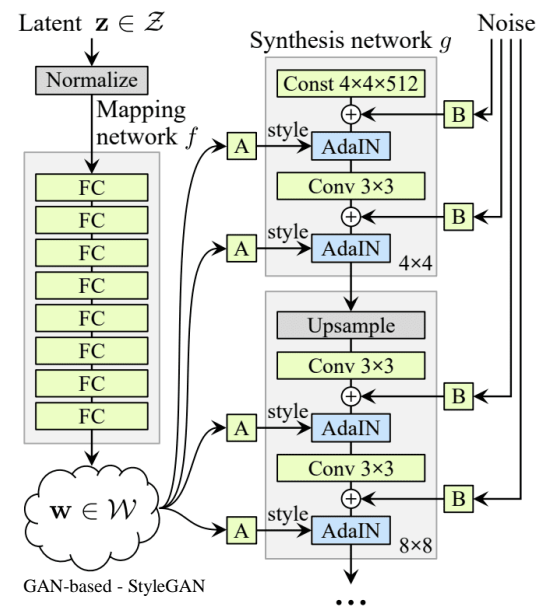 Latent z ∈ Z
Normalize
Mapping
network f
FC
FC
FC
FC
FC
FC
FC
FC
w ∈ W
GAN-based - StyleGAN
Synthesis network g
Noise
Const 4×4×512
B
A
style
AdaIN
Conv 3×3
B
A
style
AdaIN
4×4
Upsample
Conv 3×3
B
A
style
AdaIN
Conv 3×3
B
A
style
AdaIN
8×8
...